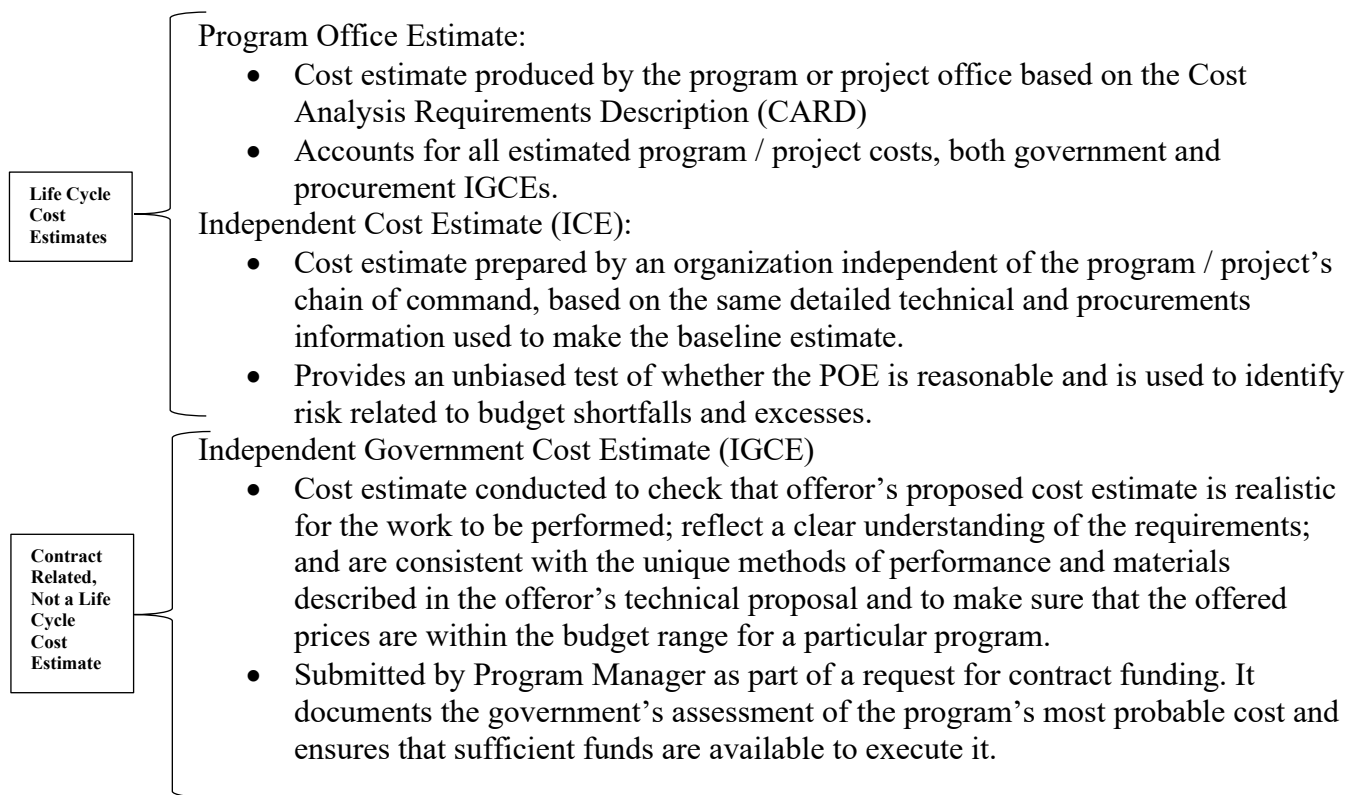 Program Office Estimate:
• Cost estimate produced by the program or project office based on the Cost
Analysis Requirements Description (CARD)
• Accounts for all estimated program / project costs, both government and
procurement IGCEs.
Life Cycle
Cost
Estimates
Independent Cost Estimate (ICE):
• Cost estimate prepared by an organization independent of the program / project’s
chain of command, based on the same detailed technical and procurements
information used to make the baseline estimate.
• Provides an unbiased test of whether the POE is reasonable and is used to identify
risk related to budget shortfalls and excesses.
Independent Government Cost Estimate (IGCE)
• Cost estimate conducted to check that offeror’s proposed cost estimate is realistic
for the work to be performed; reflect a clear understanding of the requirements;
and are consistent with the unique methods of performance and materials
described in the offeror’s technical proposal and to make sure that the offered
prices are within the budget range for a particular program.
Contract
Related,
Not a Life
Cycle
Cost
Estimate
• Submitted by Program Manager as part of a request for contract funding. It
documents the government’s assessment of the program’s most probable cost and
ensures that sufficient funds are available to execute it.